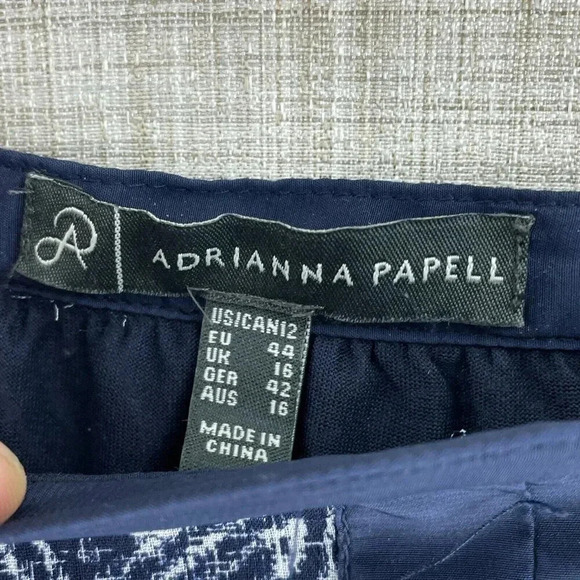 ADRIANNA PAPELL
US|CAN12
EU 44
UK 16
GER 42
AUS 16
MADE IN
CHINA